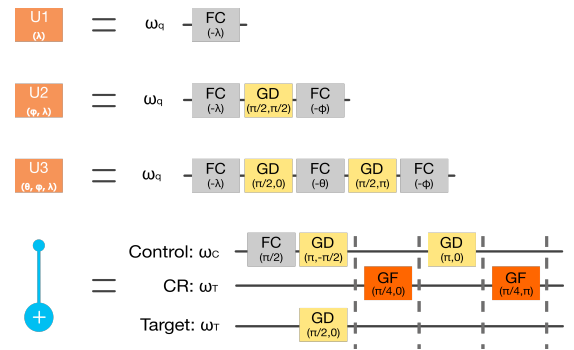 U1
(λ)
ωq
FC
(-λ)
U2
(φ, λ)
ωq
FC
(-λ)
GD
(π/2,π/2)
FC
(-φ)
U3
(θ, φ, λ)
ωq
FC
(-λ)
GD
(π/2,0)
FC
(-θ)
GD
(π/2,π)
FC
(-φ)
Control: ωC
FC
(π/2)
GD
(π,-π/2)
GD
(π,0)
CR: ωT
GF
(π/4,0)
GF
(π/4,π)
Target: ωT
GD
(π/2,0)